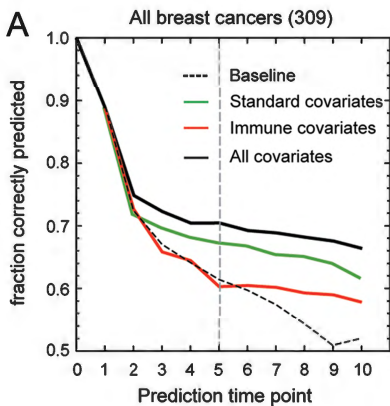 A
All breast cancers (309)
fraction correctly predicted
1.0
0.9
0.8
0.7
0.6
0.5
Baseline
Standard covariates
Immune covariates
All covariates
0 1 2 3 4 5 6 7 8 9 10
Prediction time point